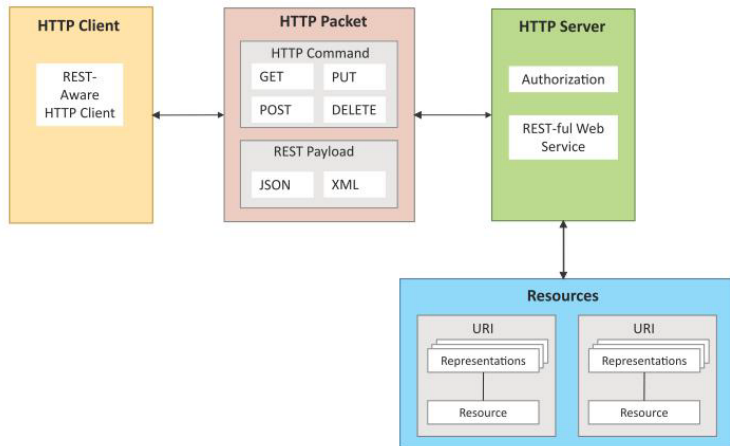 HTTP Client
REST-
Aware
HTTP Client
HTTP Packet
HTTP Command
GET
PUT
POST
DELETE
REST Payload
JSON
XML
HTTP Server
Authorization
REST-ful Web
Service
Resources
URI
Representations
Resource
URI
Representations
Resource